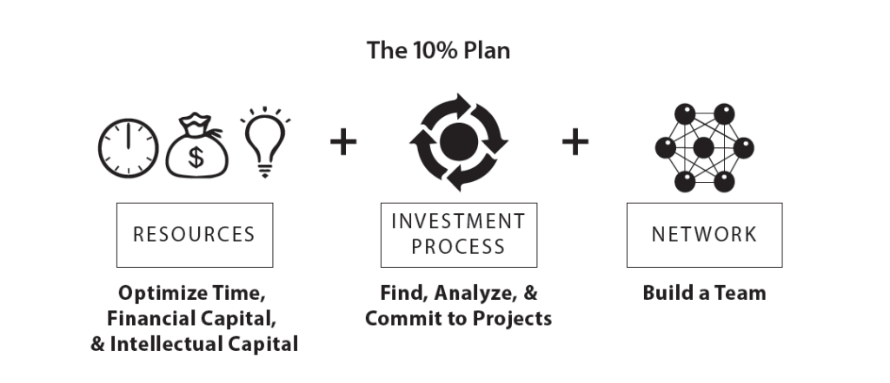 The 10% Plan
$
RESOURCES
INVESTMENT
PROCESS
NETWORK
Optimize Time,
Financial Capital,
& Intellectual Capital
Find, Analyze, &
Commit to Projects
Build a Team